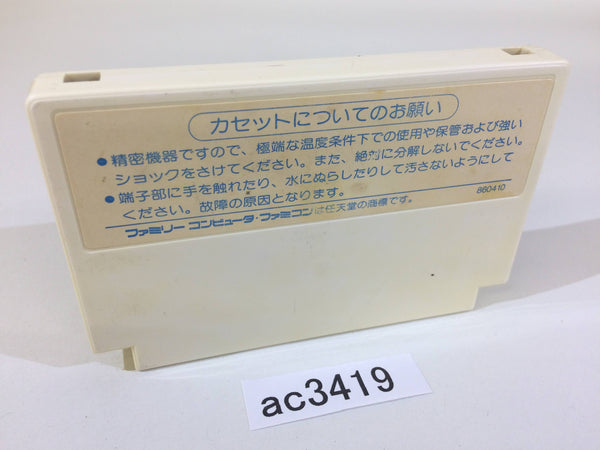 カセットについてのお願い
●精密機器ですので、極端な温度条件下での使用や保管および強い
ショックをさけてください。また、絶対に分解しないでください。
●端子部に手を触れたり、水にぬらしたりして汚さないようにして
ください。故障の原因となります。
860410
ファミリー コンピュータ・ファミコンは任天堂の商標です。
ac3419